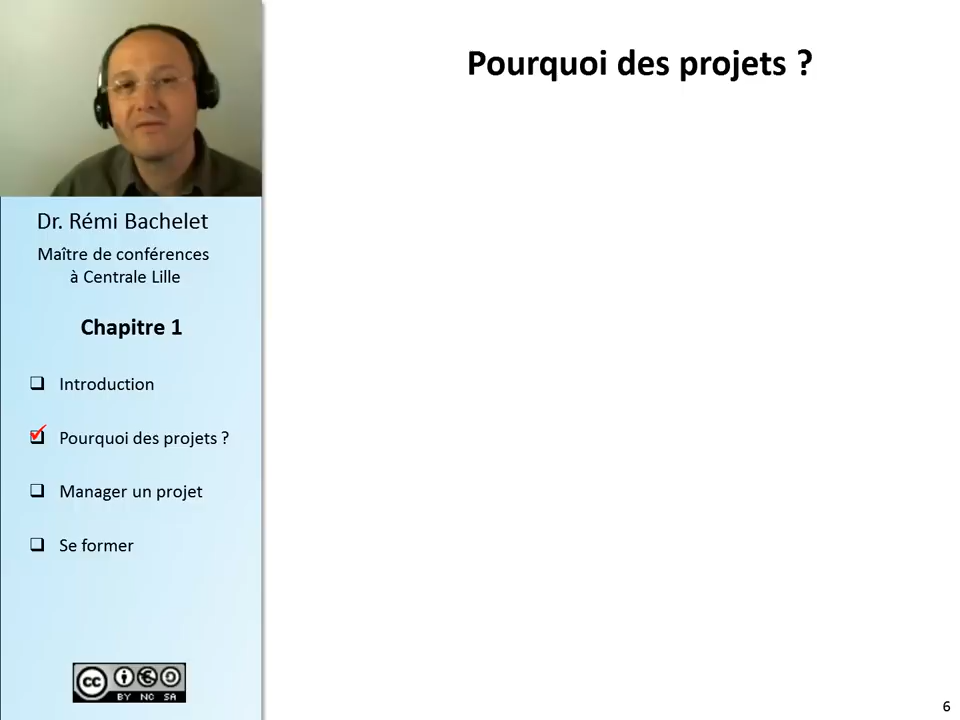 Pourquoi des projets ?
Dr. Rémi Bachelet
Maître de conférences
à Centrale Lille
Chapitre 1
Introduction
Pourquoi des projets ?
Manager un projet
Se former
cc
BY NC SA
6